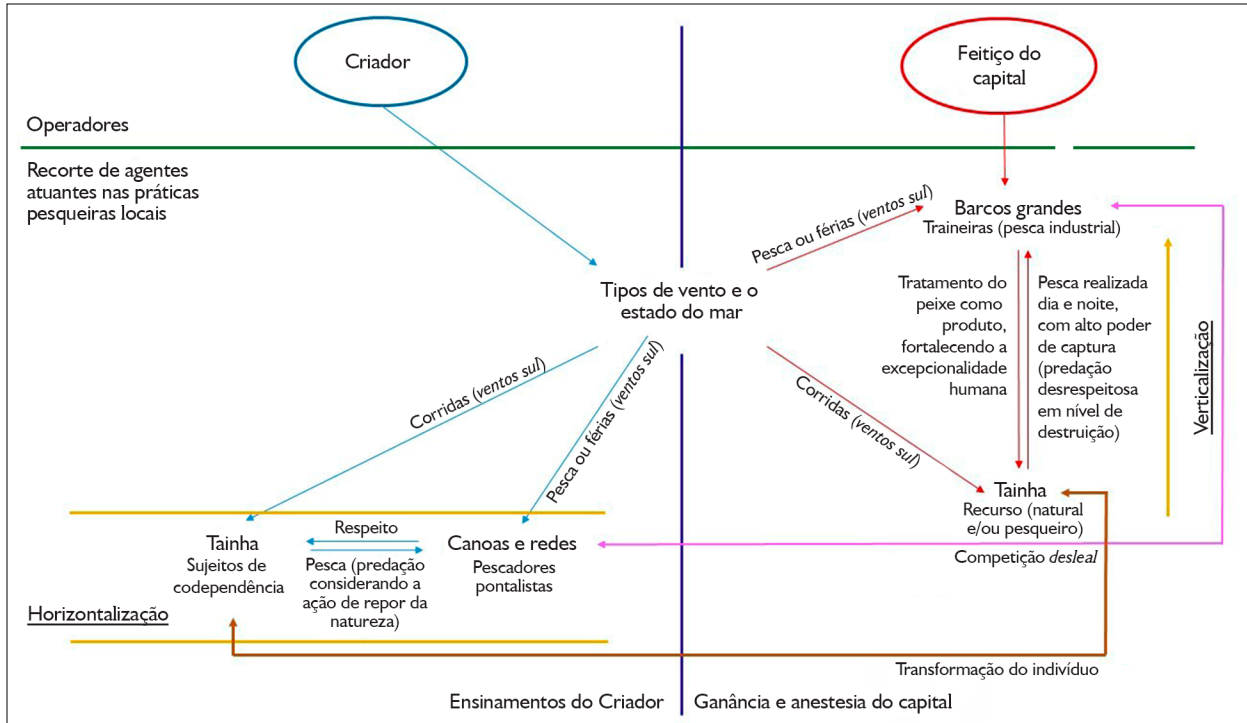 Criador
Feitiço do
capital
Operadores
Recorte de agentes
atuantes nas práticas
pesqueiras locais
Pesca ou férias (ventos sul)
Barcos grandes
Traineiras (pesca industrial)
Tipos de vento e o
estado do mar
Tratamento do
peixe como
produto,
fortalecendo a
excepcionalidade
humana
Pesca realizada
dia e noite,
com alto poder
de captura
(predação
desrespeitosa
em nível de
destruição)
Verticalização
Corridas (ventos sul)
Pesca ou férias (ventos sul)
Corridas (ventos sul)
Tainha
Recurso (natural
e/ou pesqueiro)
Tainha
Sujeitos de
codependência
Respeito
Pesca (predação
considerando a
ação de repor da
natureza)
Canoas e redes
Pescadores
pontalistas
Competição desleal
Horizontalização
Transformação do indivíduo
Ensinamentos do Criador
Ganância e anestesia do capital